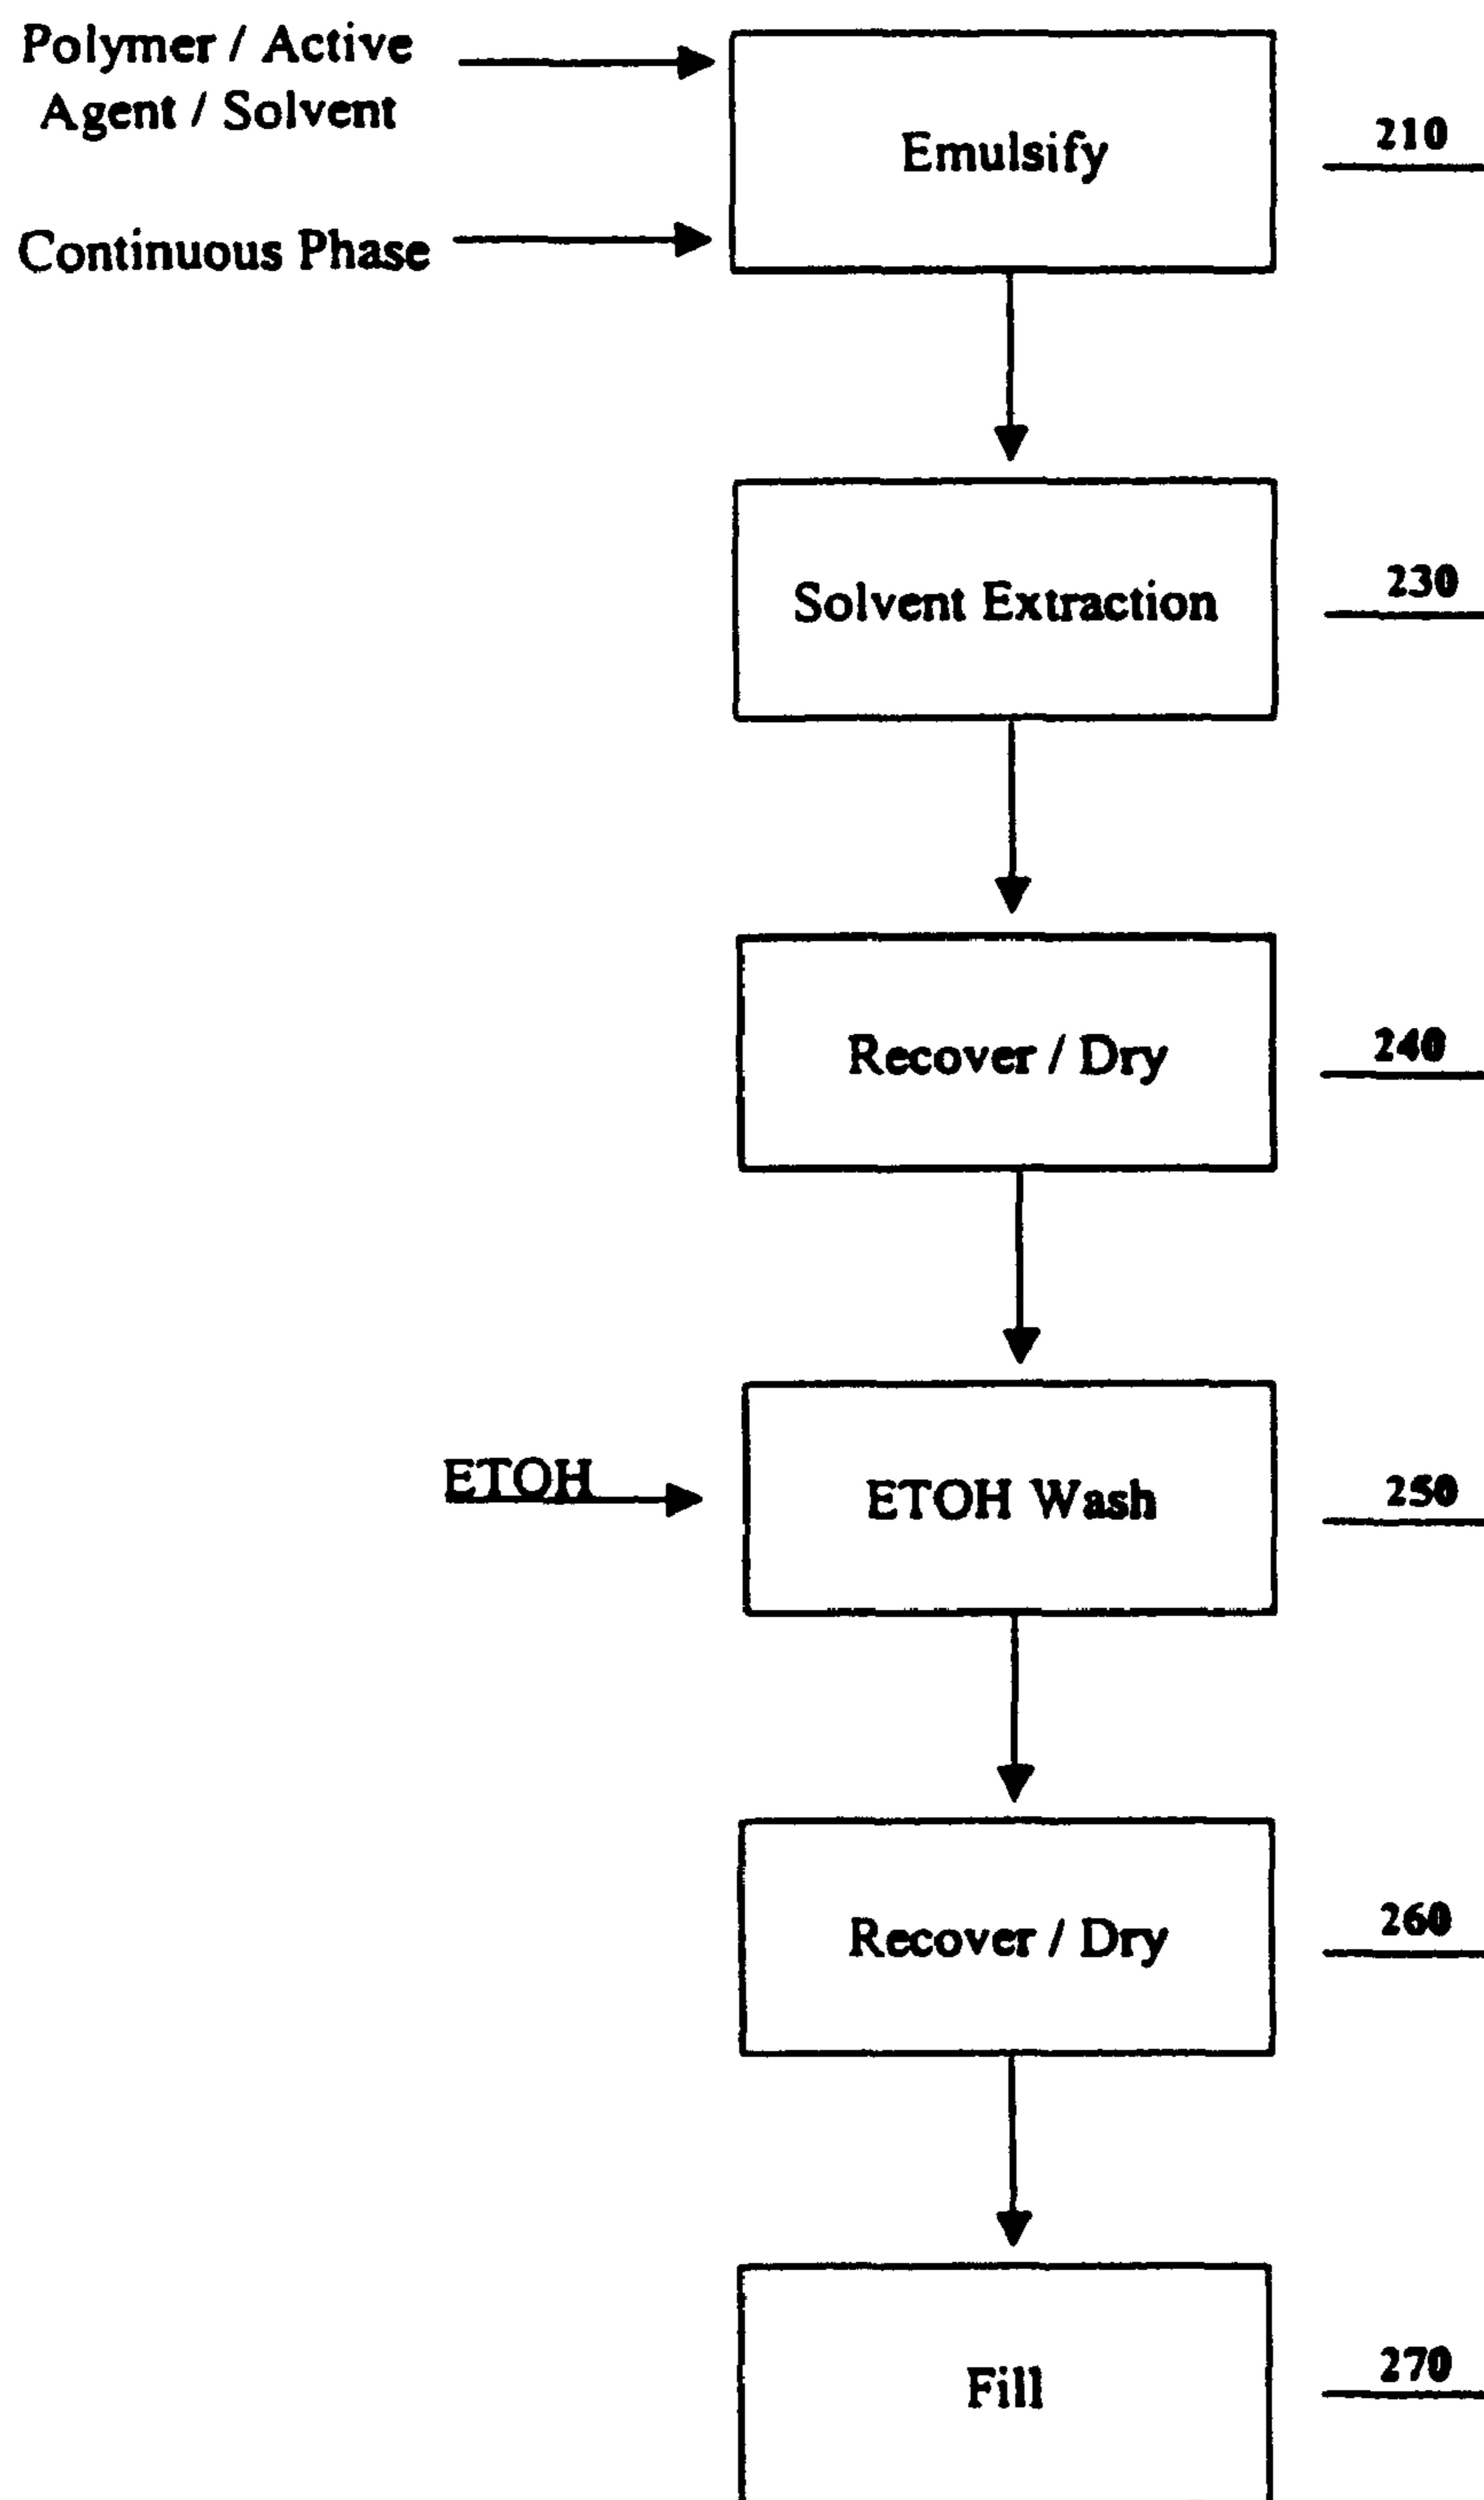 Polymer / Active
Agent / Solvent
Continuous Phase
Emulsify
210
Solvent Extraction
230
Recover / Dry
240
ETOH
ETOH Wash
250
Recover / Dry
260
Fill
270